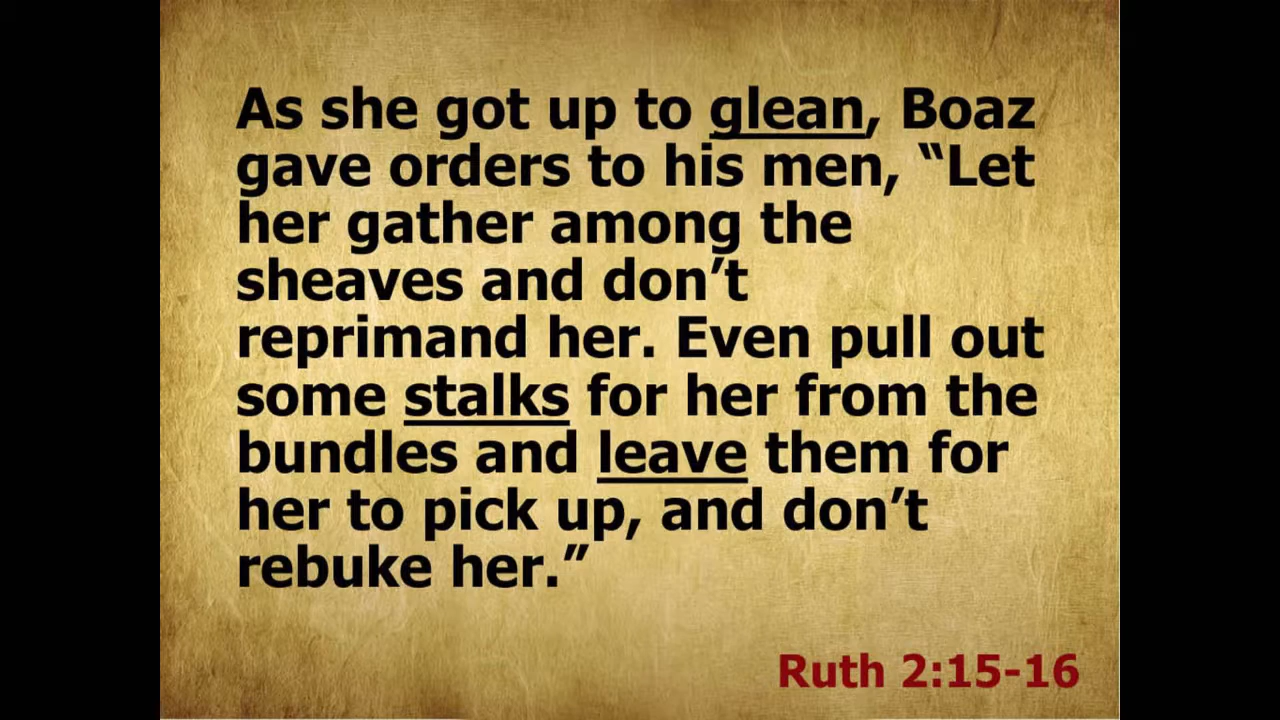 As she got up to glean, Boaz
gave orders to his men, “Let
her gather among the
sheaves and don’t
reprimand her. Even pull out
some stalks for her from the
bundles and leave them for
her to pick up, and don’t
rebuke her.”
Ruth 2:15-16